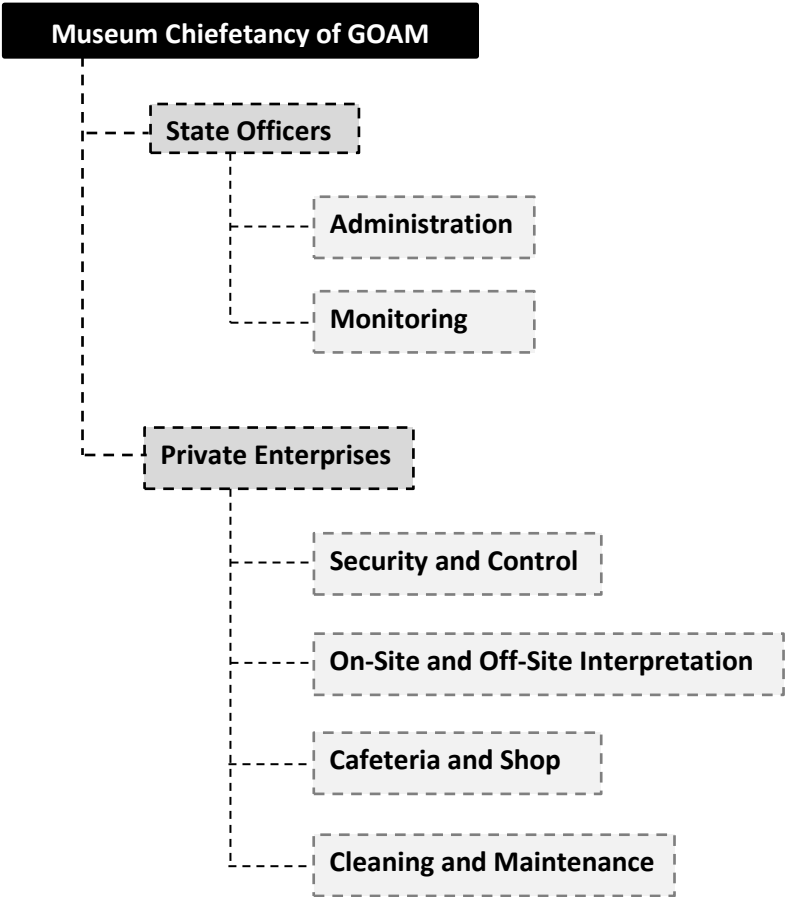 Museum Chiefetancy of GOAM
State Officers
Administration
Monitoring
Private Enterprises
Security and Control
On-Site and Off-Site Interpretation
Cafeteria and Shop
Cleaning and Maintenance